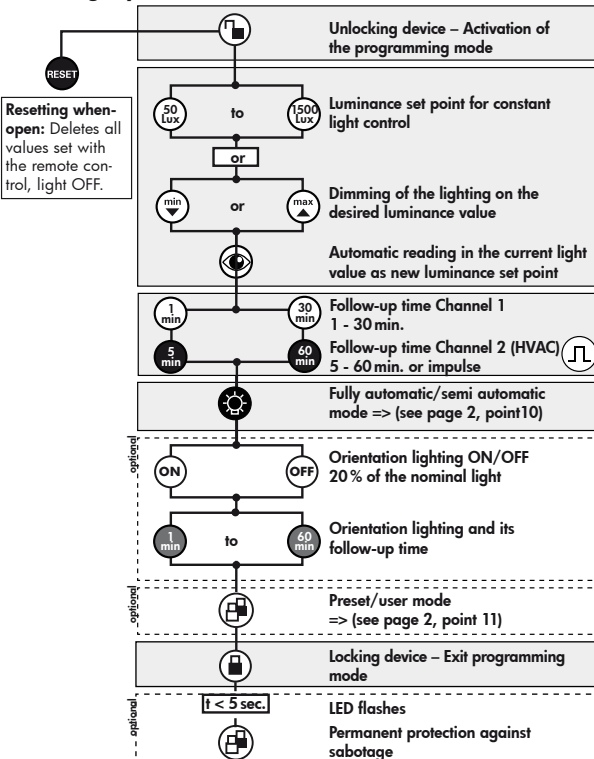 Unlocking device – Activation of
the programming mode
RESET
Resetting when-
open: Deletes all
values set with
the remote con-
trol, light OFF.
50
Lux
to
1500
Lux
Luminance set point for constant
light control
or
min
or
max
Dimming of the lighting on the
desired luminance value
Automatic reading in the current light
value as new luminance set point
1
min
30
min
Follow-up time Channel 1
1 - 30 min.
5
min
60
min
Follow-up time Channel 2 (HVAC)
5 - 60 min. or impulse
Fully automatic/semi automatic
mode => (see page 2, point10)
optional
ON
OFF
Orientation lighting ON/OFF
20 % of the nominal light
1
min
to
60
min
Orientation lighting and its
follow-up time
optional
Preset/user mode
=> (see page 2, point 11)
Locking device – Exit programming
mode
optional
t < 5 sec.
LED flashes
Permanent protection against
sabotage